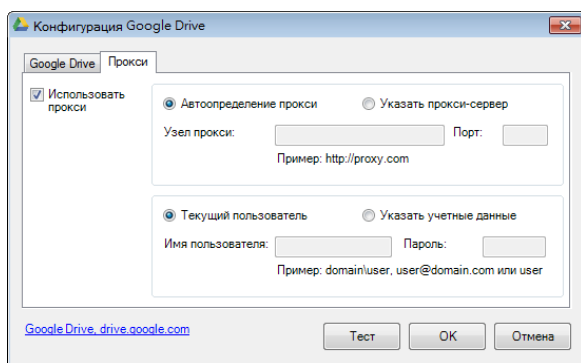 Конфигурация Google Drive
Google Drive Прокси
Использовать прокси
Автоопределение прокси Указать прокси-сервер
Узел прокси: Порт:
Пример: http://proxy.com
Текущий пользователь Указать учетные данные
Имя пользователя: Пароль:
Пример: domain\user, user@domain.com или user
Google Drive, drive.google.com Тест OK Отмена